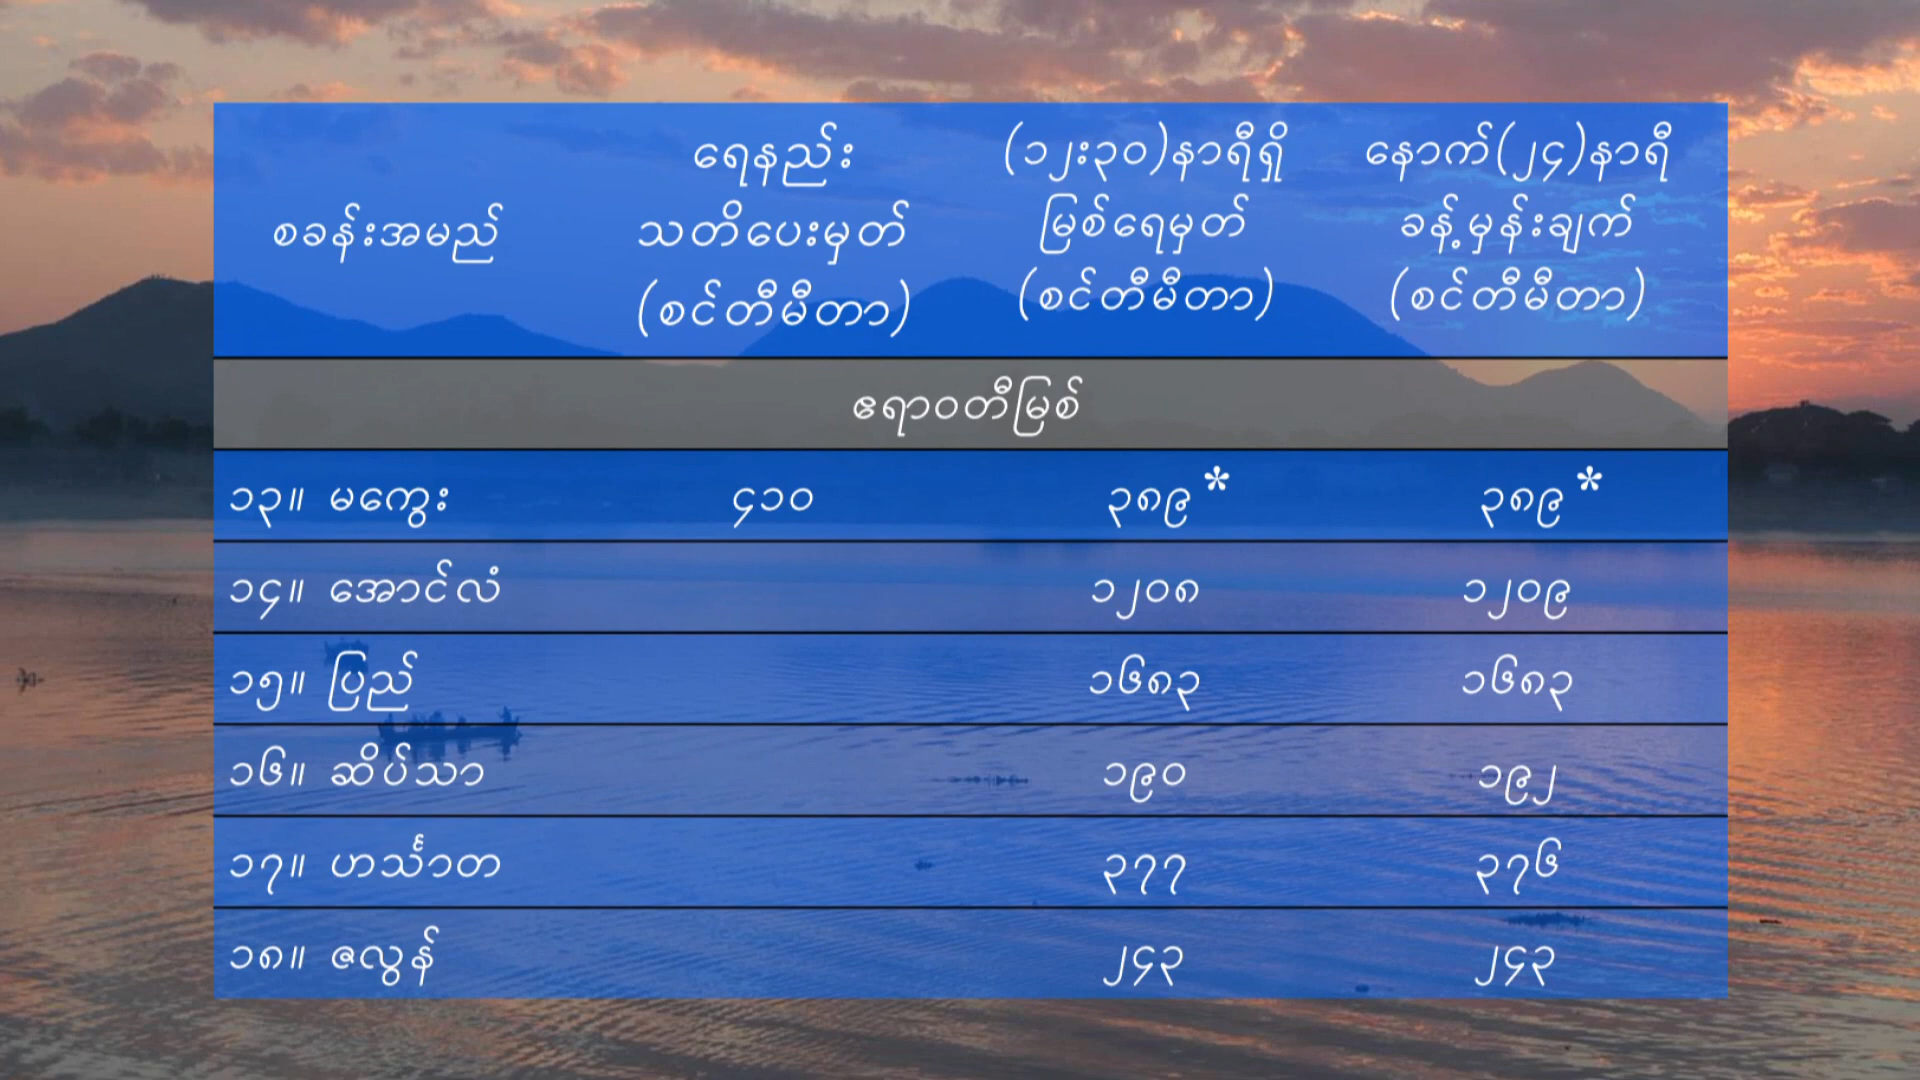 စခန်းအမည်
ရေနည်း
သတိပေးမှတ်
(စင်တီမီတာ)
(၁၂း၃၀)နာရီရှိ
မြစ်ရေမှတ်
(စင်တီမီတာ)
နောက်(၂၄)နာရီ
ခန့်မှန်းချက်
(စင်တီမီတာ)
ဧရာဝတီမြစ်
၁၃။ မကွေး ၄၁၀ ၃၈၉* ၃၈၉*
၁၄။ အောင်လံ ၁၂၀၈ ၁၂၀၉
၁၅။ ပြည် ၁၆၈၃ ၁၆၈၃
၁၆။ ဆိပ်သာ ၁၉၀ ၁၉၂
၁၇။ ဟင်္သာတ ၃၇၇ ၃၇၆
၁၈။ ဇလွန် ၂၄၃ ၂၄၃